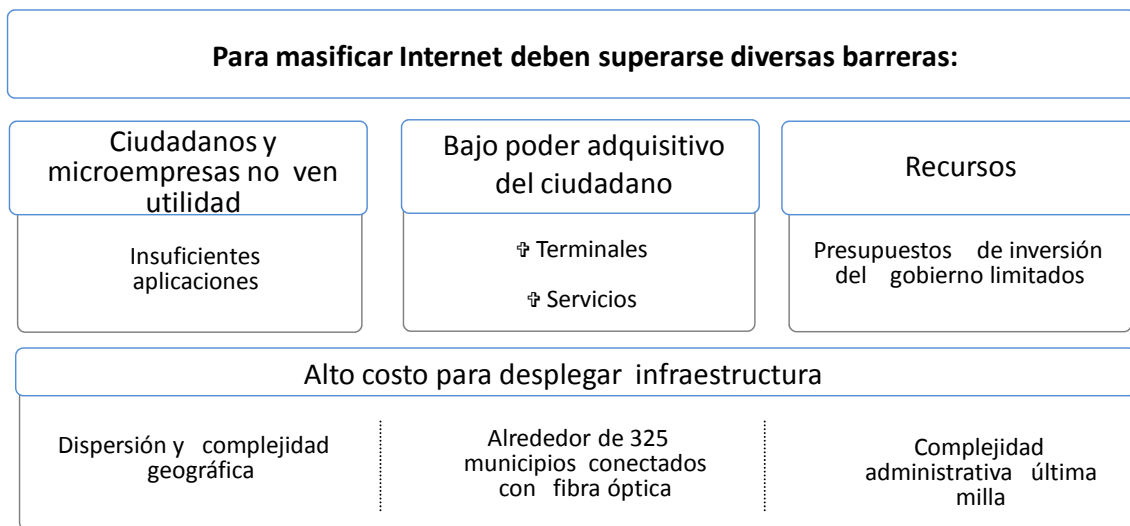 Para masificar Internet deben superarse diversas barreras:
Ciudadanos y
microempresas no ven
utilidad
Insuficientes
aplicaciones
Bajo poder adquisitivo
del ciudadano
✞ Terminales
✞ Servicios
Recursos
Presupuestos de inversión
del gobierno limitados
Alto costo para desplegar infraestructura
Dispersión y complejidad
geográfica
Alrededor de 325
municipios conectados
con fibra óptica
Complejidad
administrativa última
milla